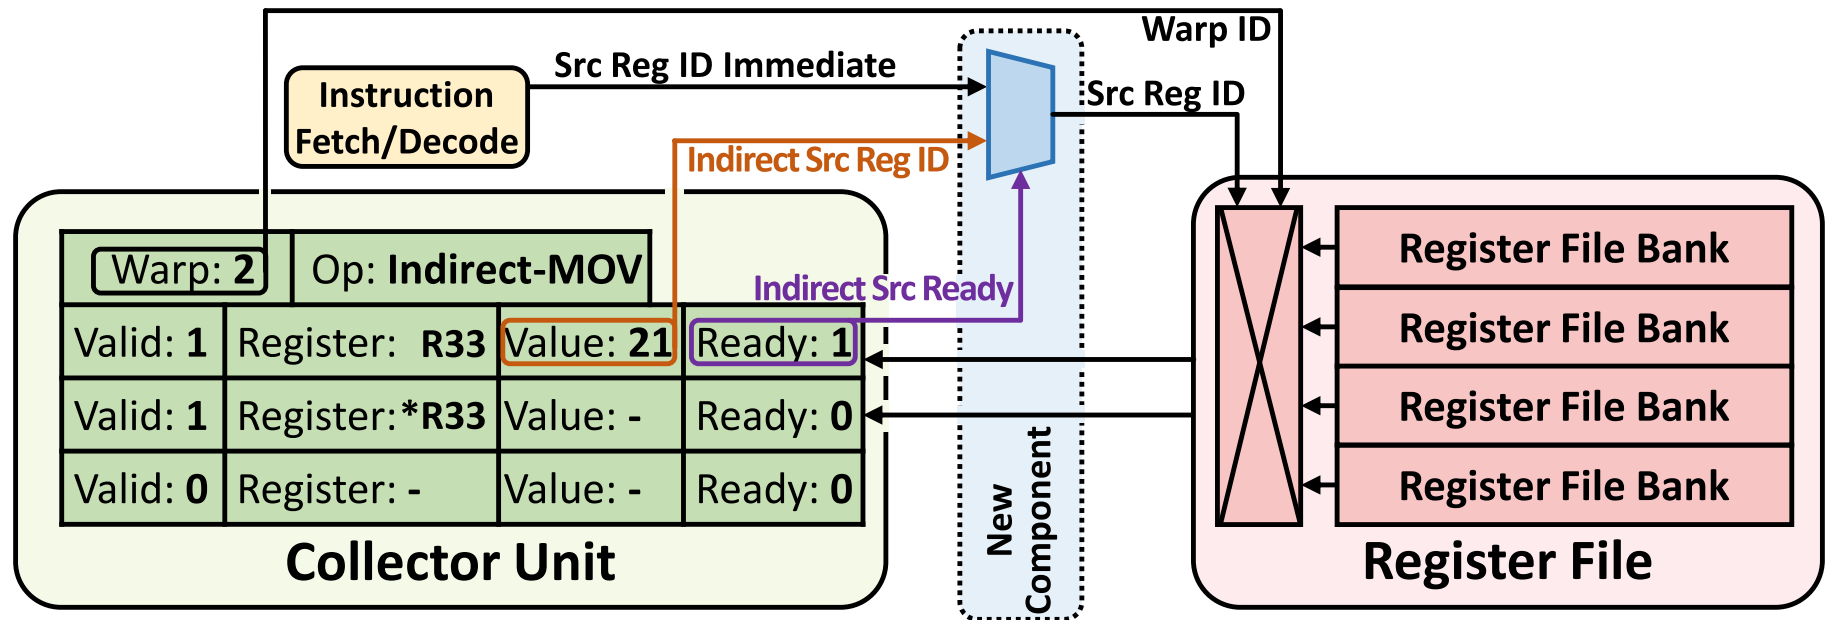 Warp ID
Src Reg ID Immediate
Src Reg ID
Instruction
Fetch/Decode
Indirect Src Reg ID
Indirect Src Ready
Warp: 2
Op: Indirect-MOV
Valid: 1
Register: R33
Value: 21
Ready: 1
Valid: 1
Register:*R33
Value: -
Ready: 0
Valid: 0
Register: -
Value: -
Ready: 0
Collector Unit
New
Component
Register File Bank
Register File Bank
Register File Bank
Register File Bank
Register File